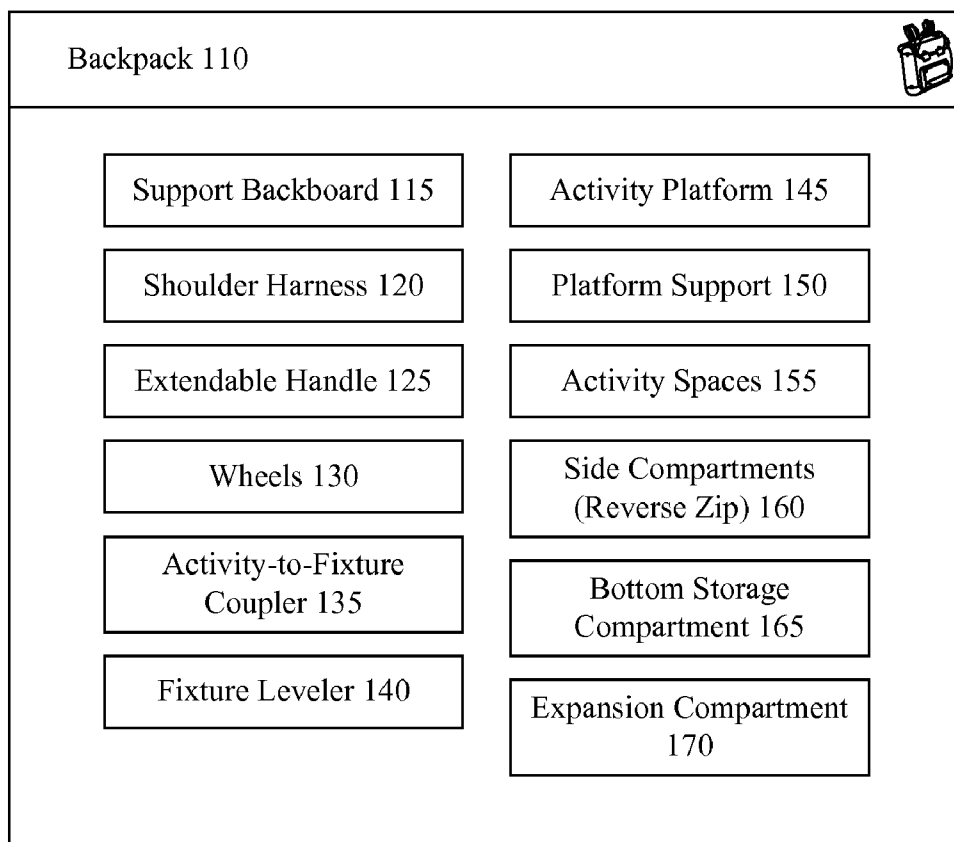 Backpack 110
Support Backboard 115
Shoulder Harness 120
Extendable Handle 125
Wheels 130
Activity-to-Fixture
Coupler 135
Fixture Leveler 140
Activity Platform 145
Platform Support 150
Activity Spaces 155
Side Compartments
(Reverse Zip) 160
Bottom Storage
Compartment 165
Expansion Compartment
170